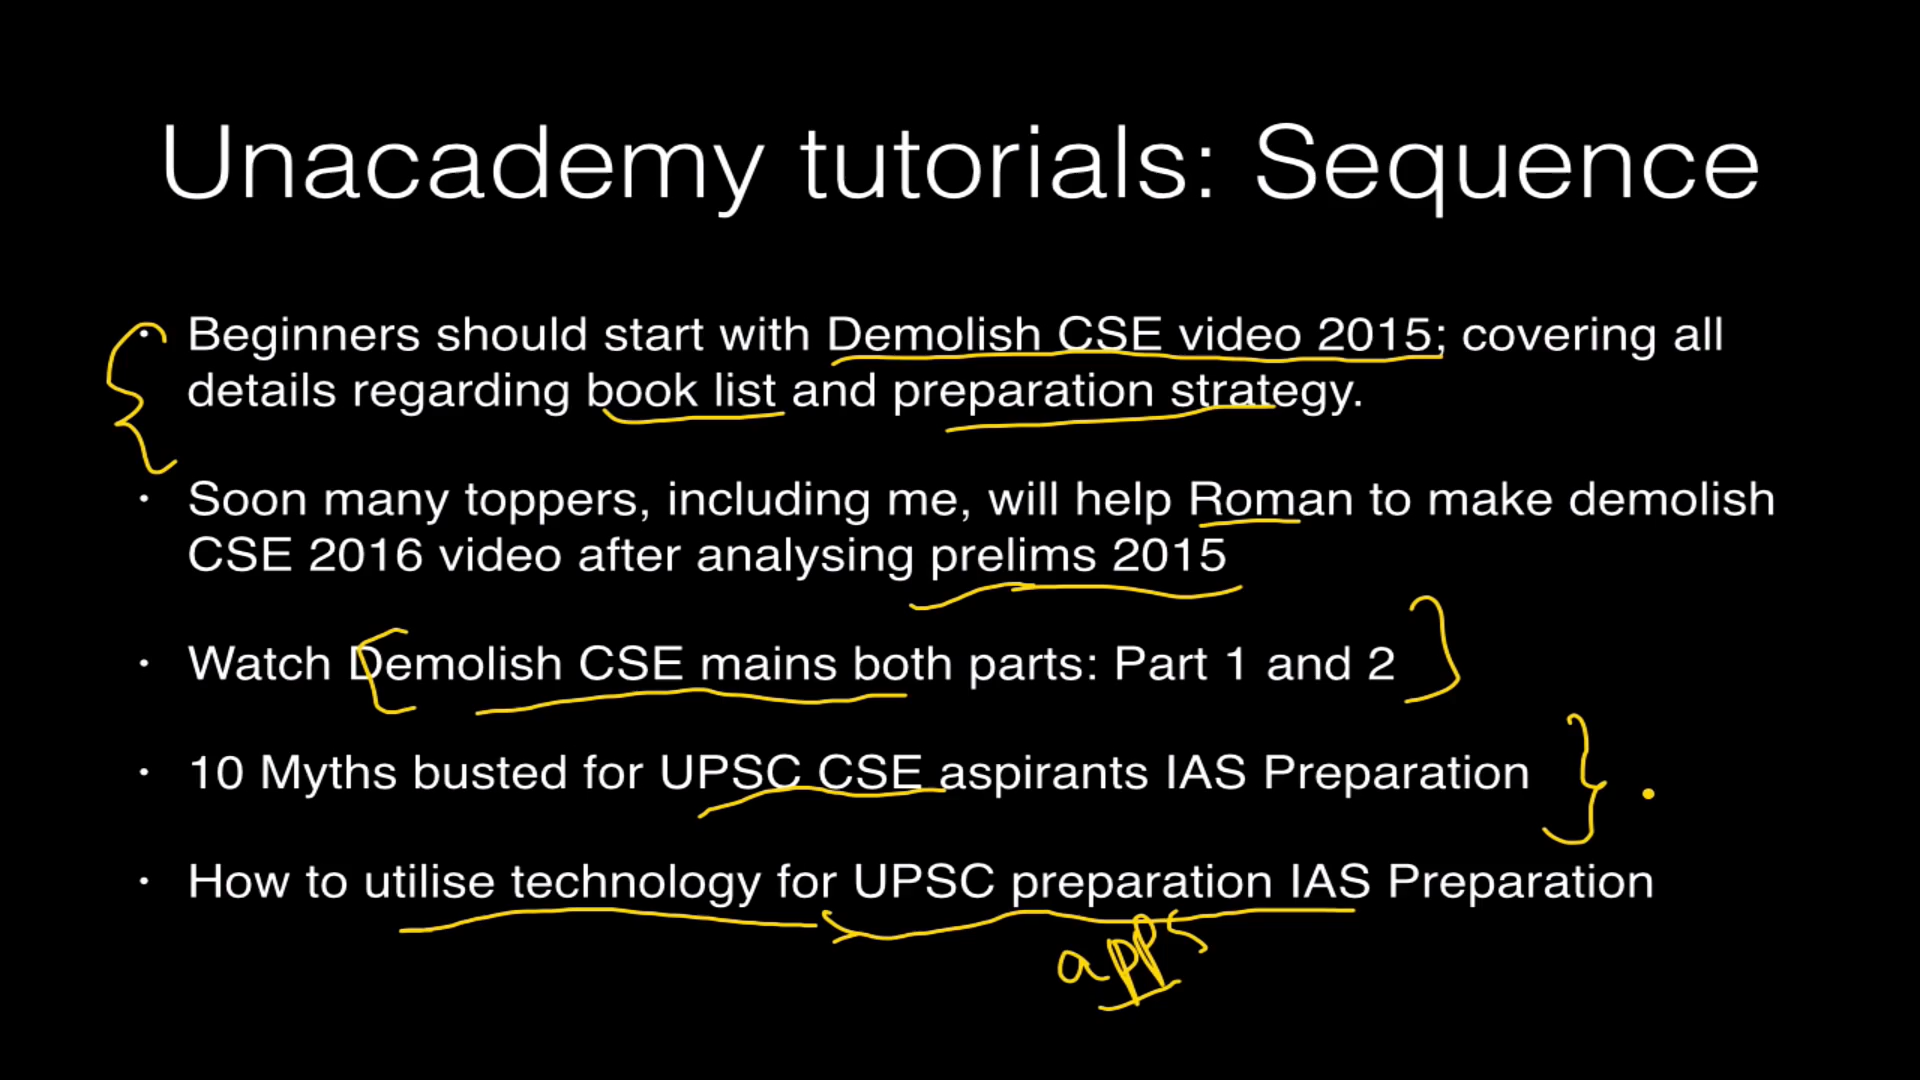 Unacademy tutorials: Sequence
• Beginners should start with Demolish CSE video 2015; covering all
details regarding book list and preparation strategy.
• Soon many toppers, including me, will help Roman to make demolish
CSE 2016 video after analysing prelims 2015
• Watch Demolish CSE mains both parts: Part 1 and 2
• 10 Myths busted for UPSC CSE aspirants IAS Preparation
• How to utilise technology for UPSC preparation IAS Preparation
apps